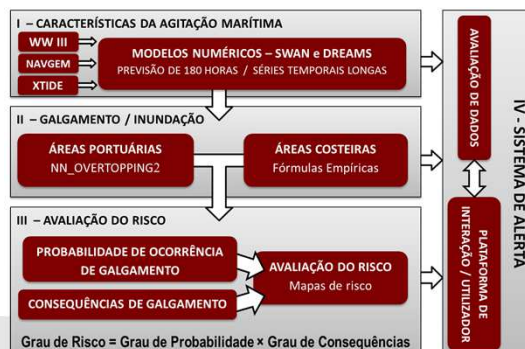 I – CARACTERÍSTICAS DA AGITAÇÃO MARÍTIMA
WW III
NAVGEM
XTIDE
MODELOS NUMÉRICOS – SWAN e DREAMS
PREVISÃO DE 180 HORAS / SÉRIES TEMPORAIS LONGAS
II – GALGAMENTO / INUNDAÇÃO
ÁREAS PORTUÁRIAS
NN_OVERTOPPING2
ÁREAS COSTEIRAS
Fórmulas Empíricas
III – AVALIAÇÃO DO RISCO
PROBABILIDADE DE OCORRÊNCIA
DE GALGAMENTO
CONSEQUÊNCIAS DE GALGAMENTO
AVALIAÇÃO DO RISCO
Mapas de risco
Grau de Risco = Grau de Probabilidade × Grau de Consequências
AVALIAÇÃO DE DADOS
PLATAFORMA DE
INTERAÇÃO / UTILIZADOR
IV - SISTEMA DE ALERTA